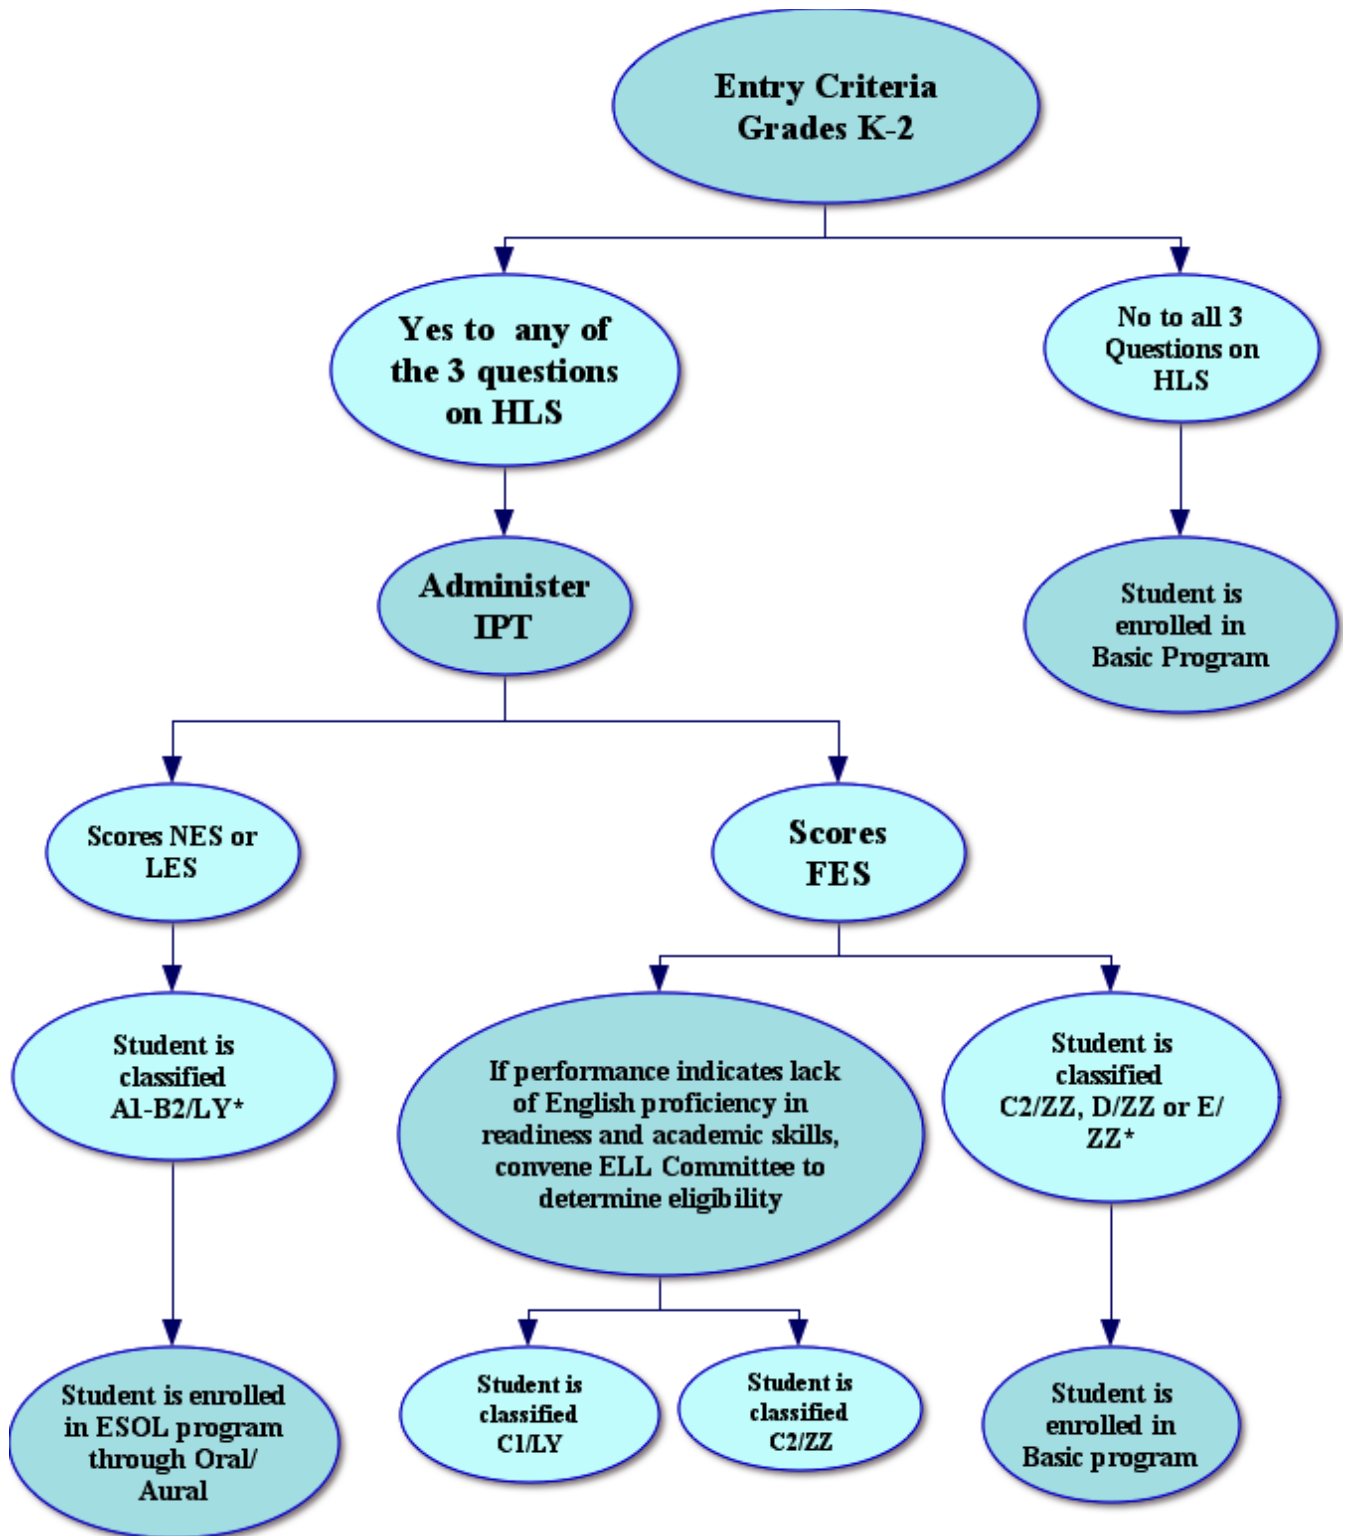 Entry Criteria
Grades K-2
Yes to any of
the 3 questions
on HLS
No to all 3
Questions on
HLS
Administer
IPT
Student is
enrolled in
Basic Program
Scores NES or
LES
Scores
FES
Student is
classified
A1-B2/LY*
If performance indicates lack
of English proficiency in
readiness and academic skills,
convene ELL Committee to
determine eligibility
Student is
classified
C2/ZZ, D/ZZ or E/
ZZ*
Student is enrolled
in ESOL program
through Oral/
Aural
Student is
classified
C1/LY
Student is
classified
C2/ZZ
Student is
enrolled in
Basic program